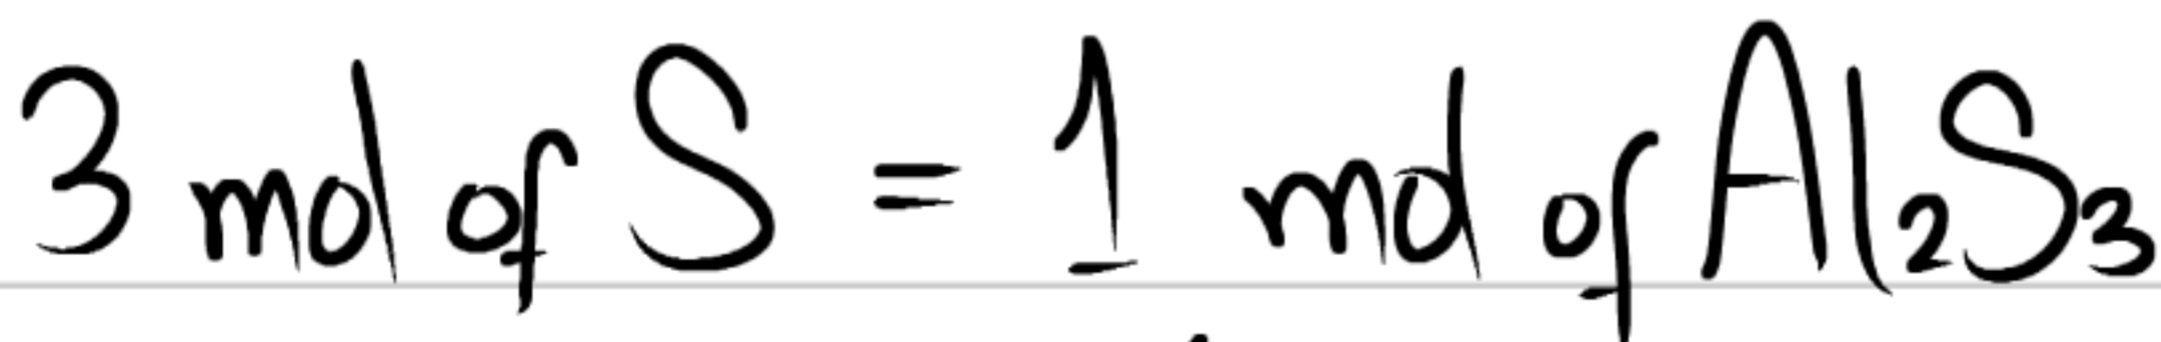 3 mol of S = 1 mol of Al₂S₃